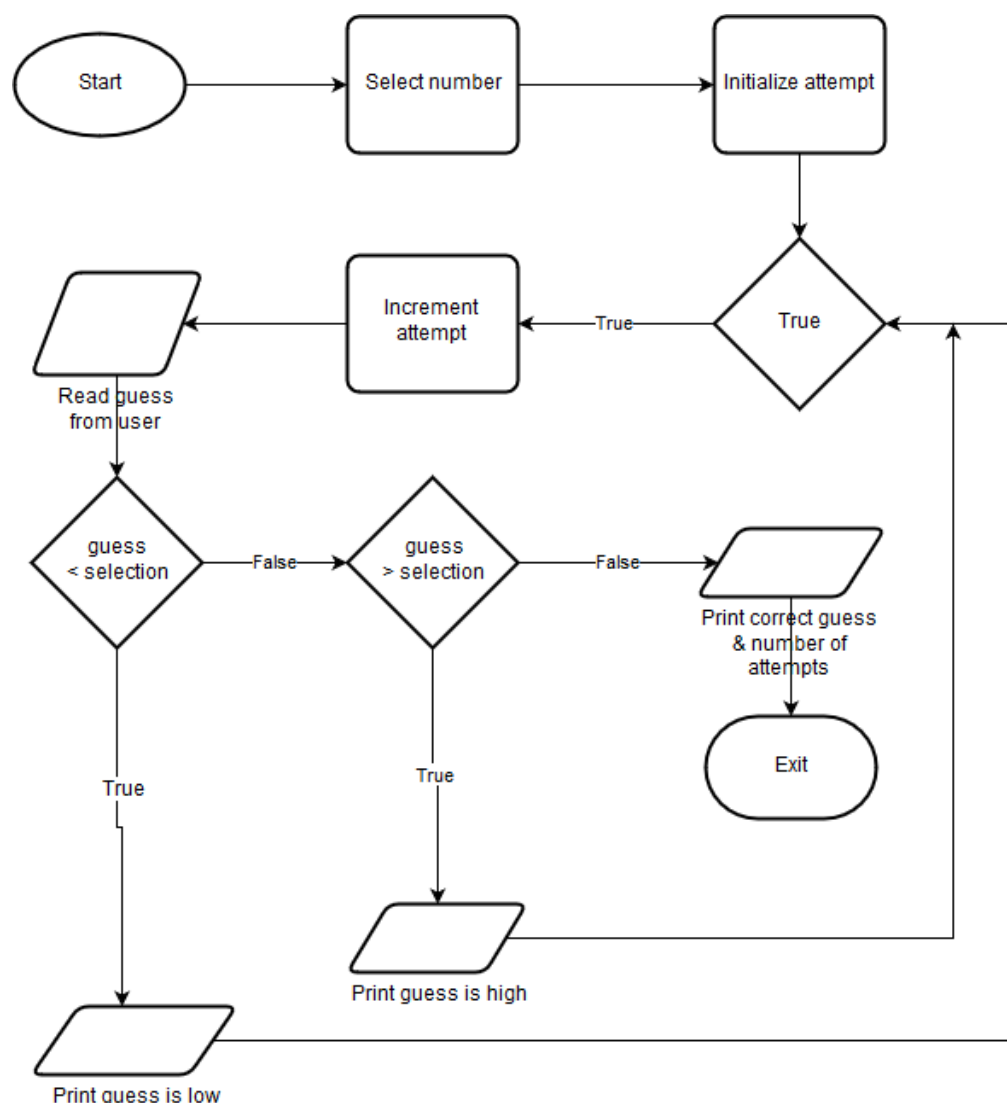 Start
Select number
Initialize attempt
True
True
Increment
attempt
Read guess
from user
guess
< selection
False
guess
> selection
False
Print correct guess
& number of
attempts
Exit
True
True
Print guess is high
Print guess is low